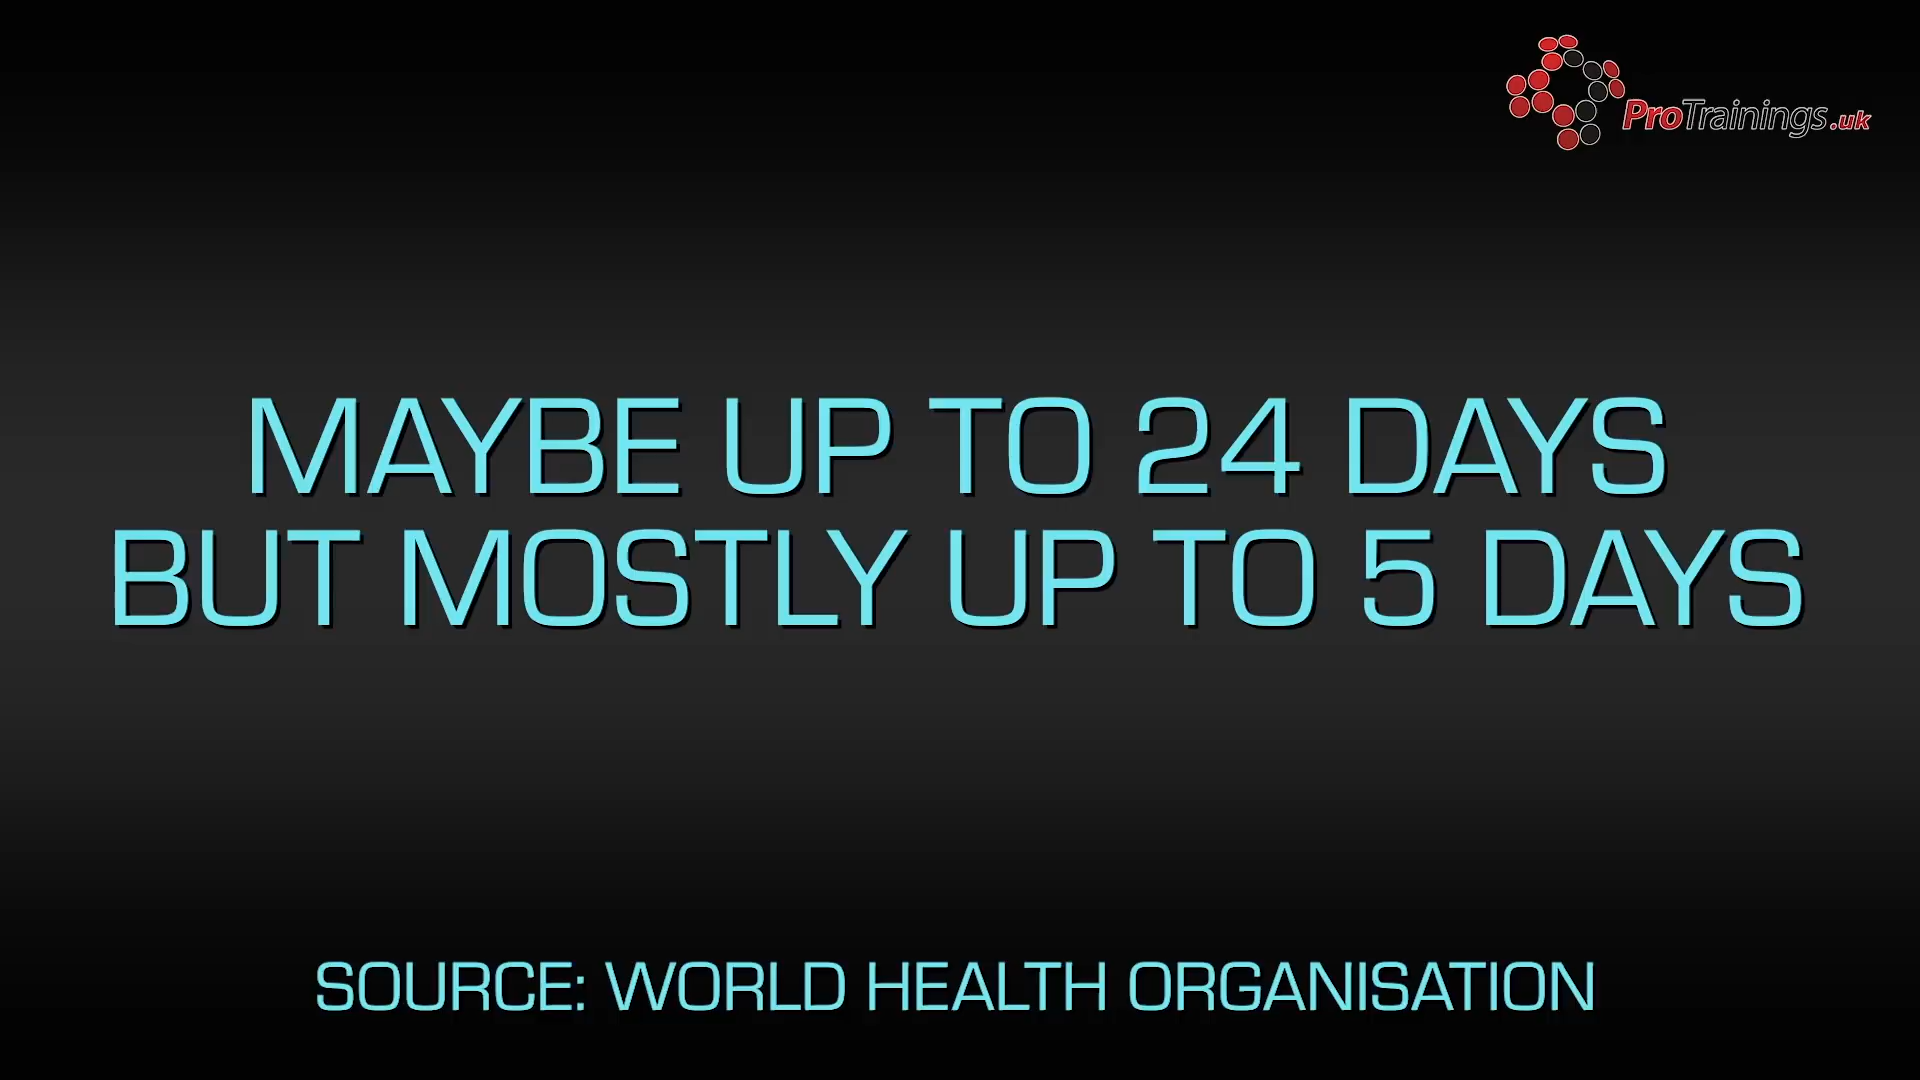 ProTrainings.uk
MAYBE UP TO 24 DAYS
BUT MOSTLY UP TO 5 DAYS
SOURCE: WORLD HEALTH ORGANISATION